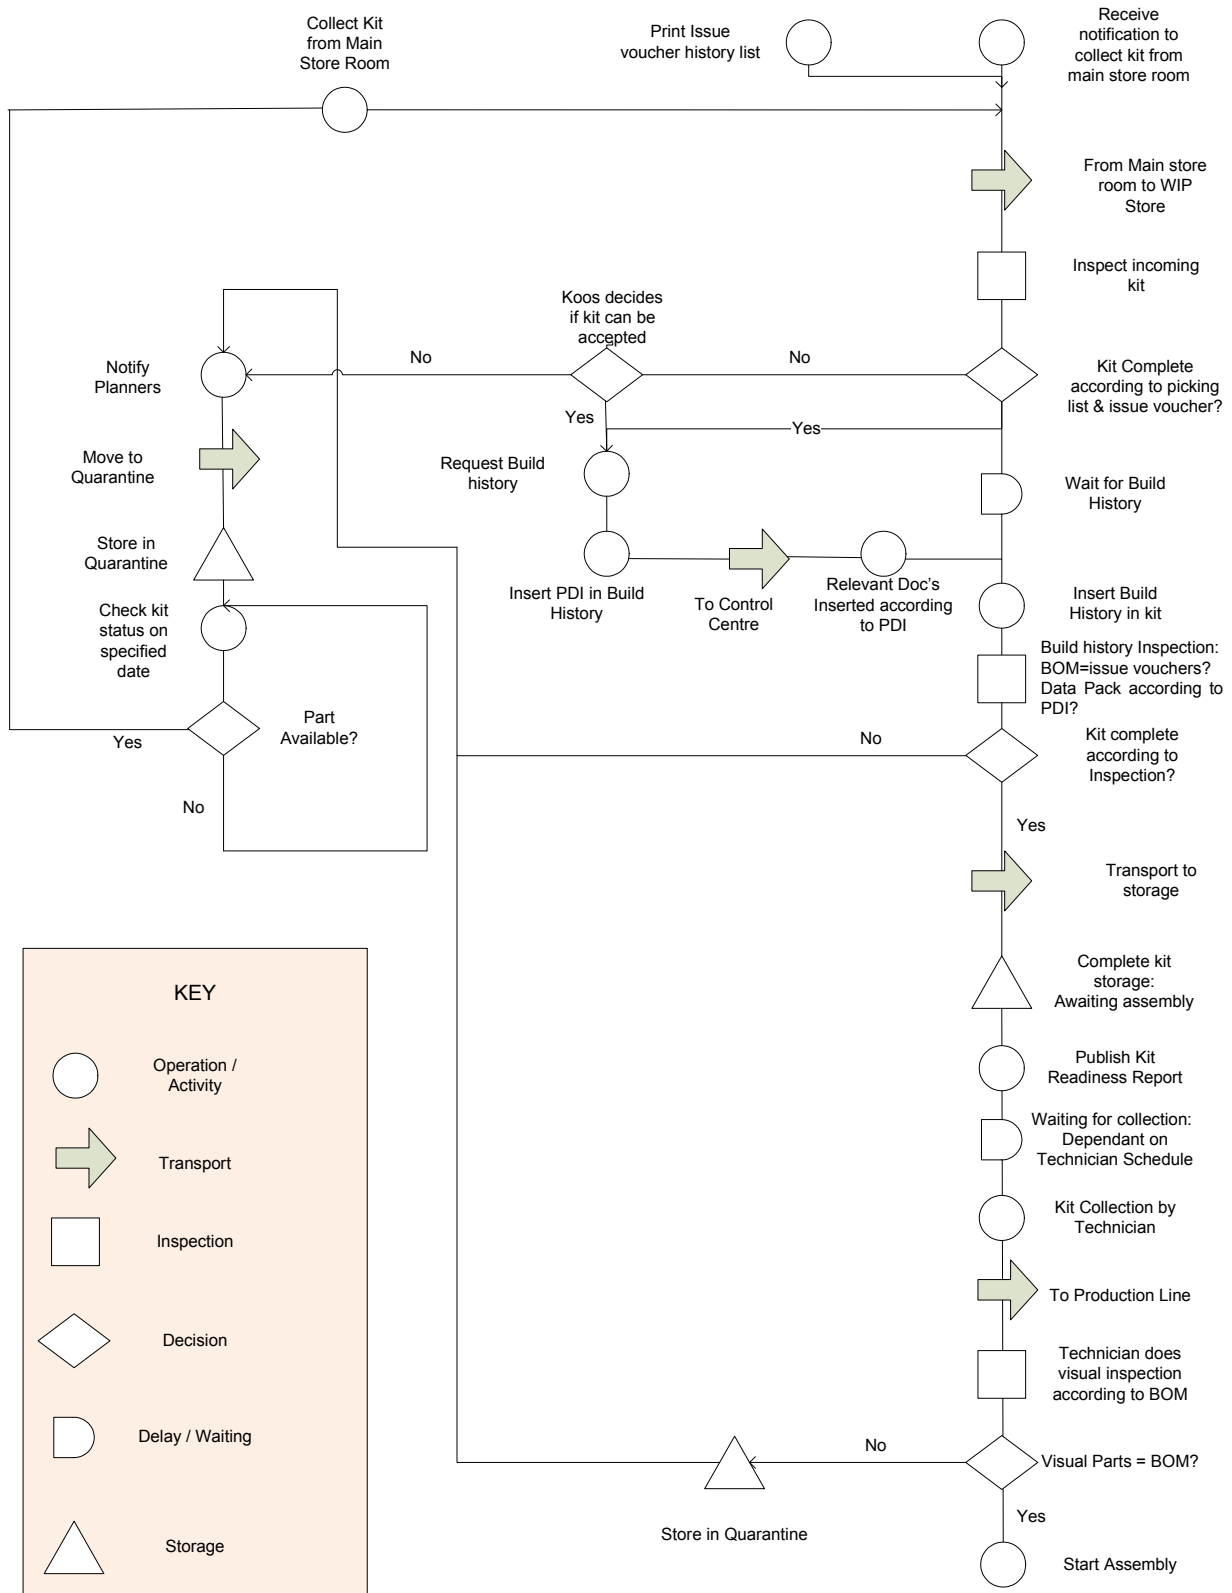 Collect Kit
from Main
Store Room
Print Issue
voucher history list
Receive
notification to
collect kit from
main store room
From Main store
room to WIP
Store
Inspect incoming
kit
Koos decides
if kit can be
accepted
No
No
Notify
Planners
Kit Complete
according to picking
list & issue voucher?
Yes
Yes
Move to
Quarantine
Request Build
history
Wait for Build
History
Store in
Quarantine
Insert PDI in Build
History
To Control
Centre
Relevant Doc's
Inserted according
to PDI
Insert Build
History in kit
Check kit
status on
specified
date
Build history Inspection:
BOM=issue vouchers?
Data Pack according to
PDI?
Part
Available?
Yes
No
No
Kit complete
according to
Inspection?
Yes
Transport to
storage
Complete kit
storage:
Awaiting assembly
Publish Kit
Readiness Report
Waiting for collection:
Dependant on
Technician Schedule
Kit Collection by
Technician
To Production Line
Technician does
visual inspection
according to BOM
No
Visual Parts = BOM?
Store in Quarantine
Yes
Start Assembly
KEY
Operation /
Activity
Transport
Inspection
Decision
Delay / Waiting
Storage